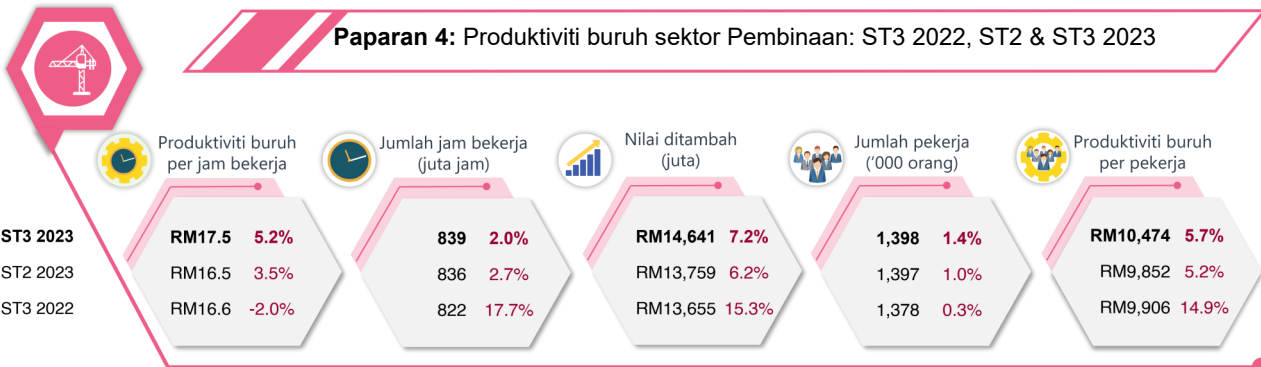 Paparan 4: Produktiviti buruh sektor Pembinaan: ST3 2022, ST2 & ST3 2023
Produktiviti buruh
per jam bekerja
Jumlah jam bekerja
(juta jam)
Nilai ditambah
(juta)
Jumlah pekerja
('000 orang)
Produktiviti buruh
per pekerja
ST3 2023 RM17.5 5.2% 839 2.0% RM14,641 7.2% 1,398 1.4% RM10,474 5.7%
ST2 2023 RM16.5 3.5% 836 2.7% RM13,759 6.2% 1,397 1.0% RM9,852 5.2%
ST3 2022 RM16.6 -2.0% 822 17.7% RM13,655 15.3% 1,378 0.3% RM9,906 14.9%